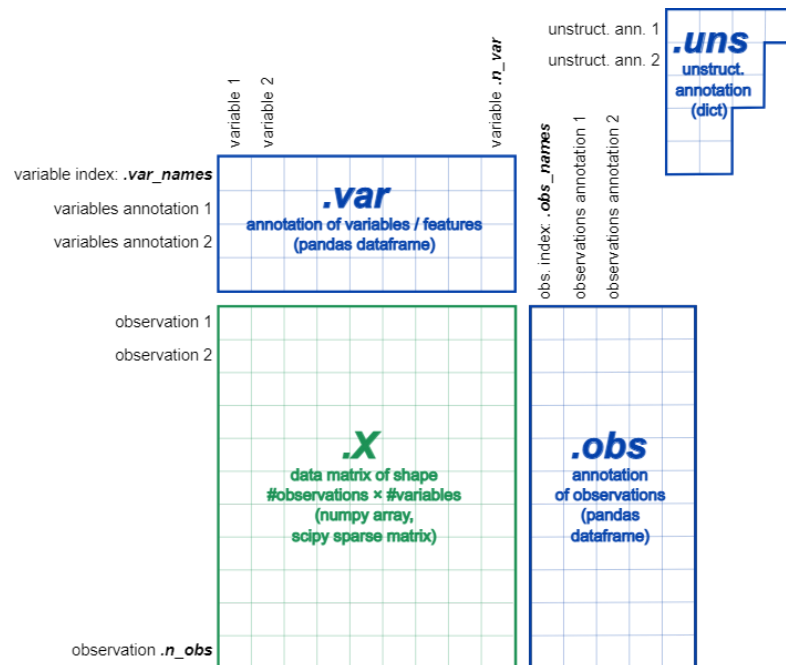 unstruct. ann. 1
unstruct. ann. 2
.uns
unstruct.
annotation
(dict)
variable 1
variable 2
variable .n_var
obs. index: .obs_names
observations annotation 1
observations annotation 2
variable index: .var_names
variables annotation 1
variables annotation 2
.var
annotation of variables / features
(pandas dataframe)
observation 1
observation 2
observation .n_obs
.X
data matrix of shape
#observations × #variables
(numpy array,
scipy sparse matrix)
.obs
annotation
of observations
(pandas
dataframe)